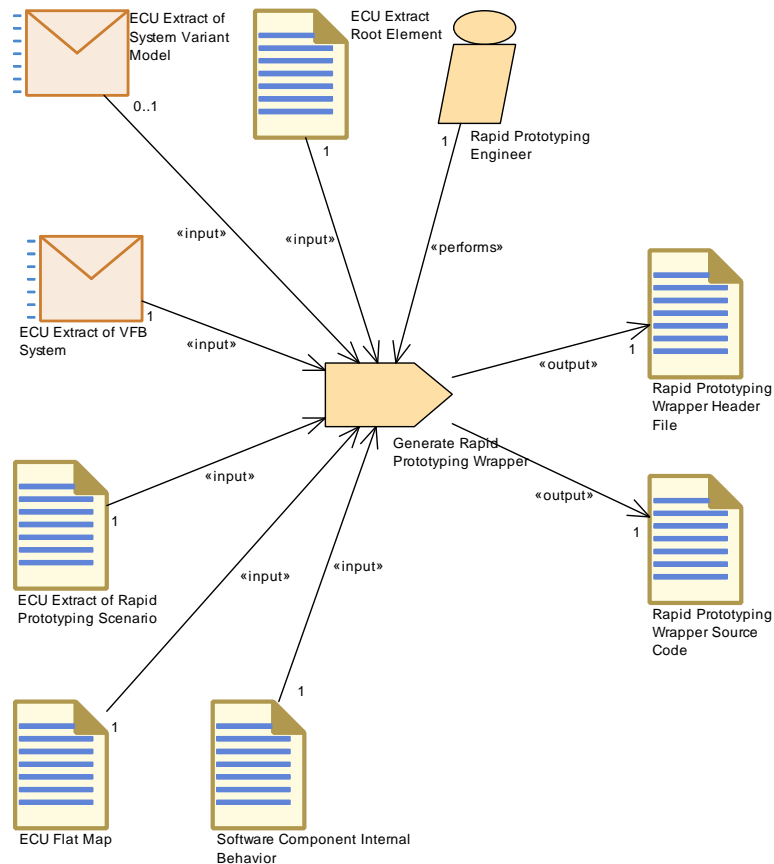 ECU Extract of
System Variant
Model
ECU Extract
Root Element
0..1
1
1
Rapid Prototyping
Engineer
«input»
«input»
«performs»
1
ECU Extract of VFB
System
«input»
1
«output»
Rapid Prototyping
Wrapper Header
File
Generate Rapid
Prototyping Wrapper
«input»
«output»
1
1
ECU Extract of Rapid
Prototyping Scenario
«input»
«input»
Rapid Prototyping
Wrapper Source
Code
1
1
ECU Flat Map
Software Component Internal
Behavior